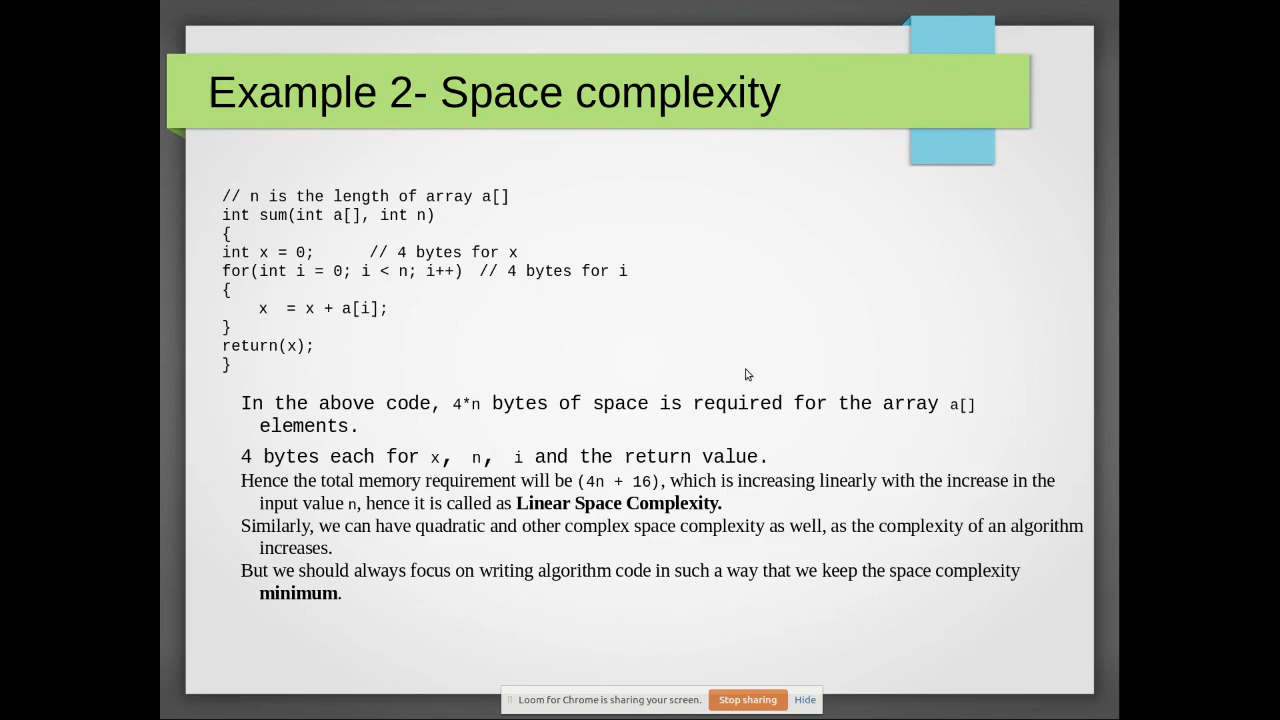 Example 2- Space complexity
// n is the length of array a[]
int sum(int a[], int n)
{
int x = 0;      // 4 bytes for x
for(int i = 0; i < n; i++)  // 4 bytes for i
{
    x  = x + a[i];
}
return(x);
}
In the above code, 4*n bytes of space is required for the array a[]
elements.
4 bytes each for x, n, i and the return value.
Hence the total memory requirement will be (4n + 16), which is increasing linearly with the increase in the
input value n, hence it is called as Linear Space Complexity.
Similarly, we can have quadratic and other complex space complexity as well, as the complexity of an algorithm
increases.
But we should always focus on writing algorithm code in such a way that we keep the space complexity
minimum.
Loom for Chrome is sharing your screen. Stop sharing Hide